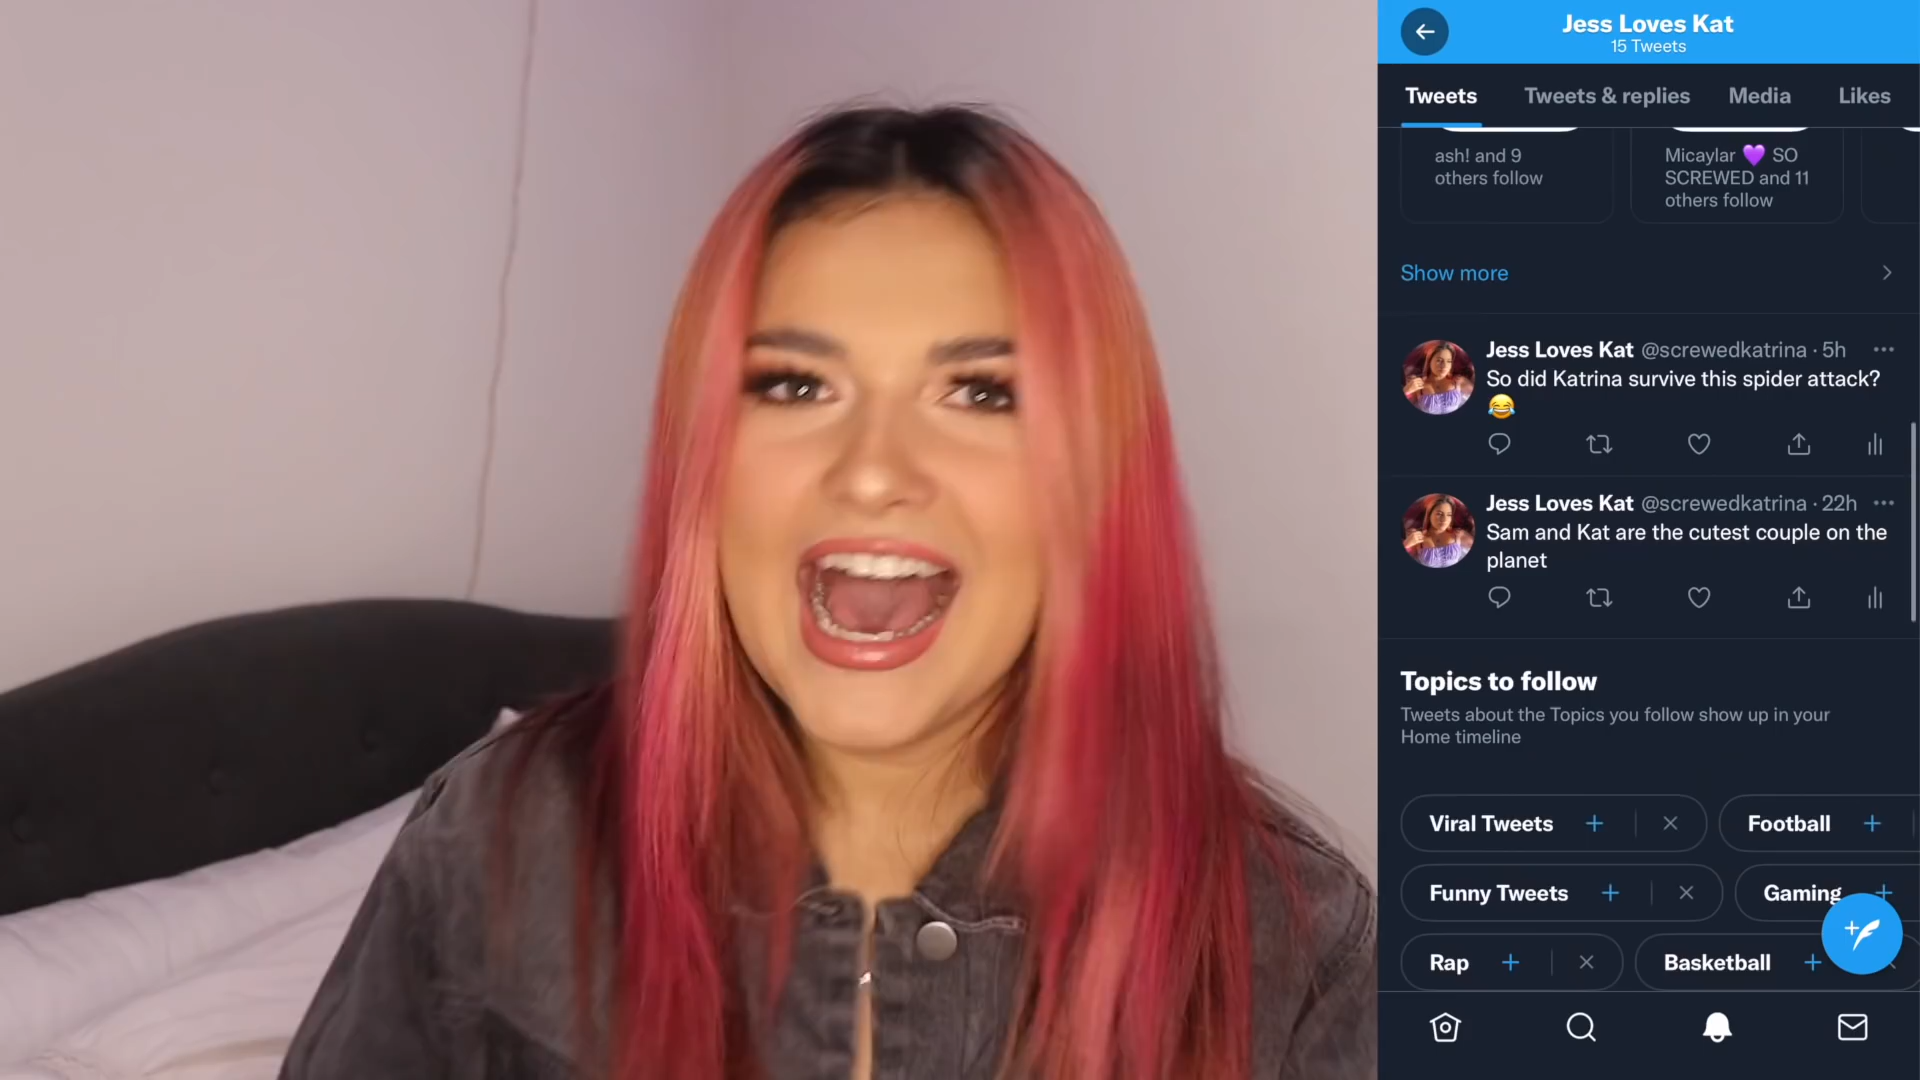 Jess Loves Kat
15 Tweets
Tweets
Tweets & replies
Media
Likes
ash! and 9
others follow
Micaylar 💜 SO
SCREWED and 11
others follow
Show more
Jess Loves Kat @screwedkatrina · 5h
So did Katrina survive this spider attack?
😂
Jess Loves Kat @screwedkatrina · 22h
Sam and Kat are the cutest couple on the
planet
Topics to follow
Tweets about the Topics you follow show up in your
Home timeline
Viral Tweets
Football
Funny Tweets
Gaming
Rap
Basketball